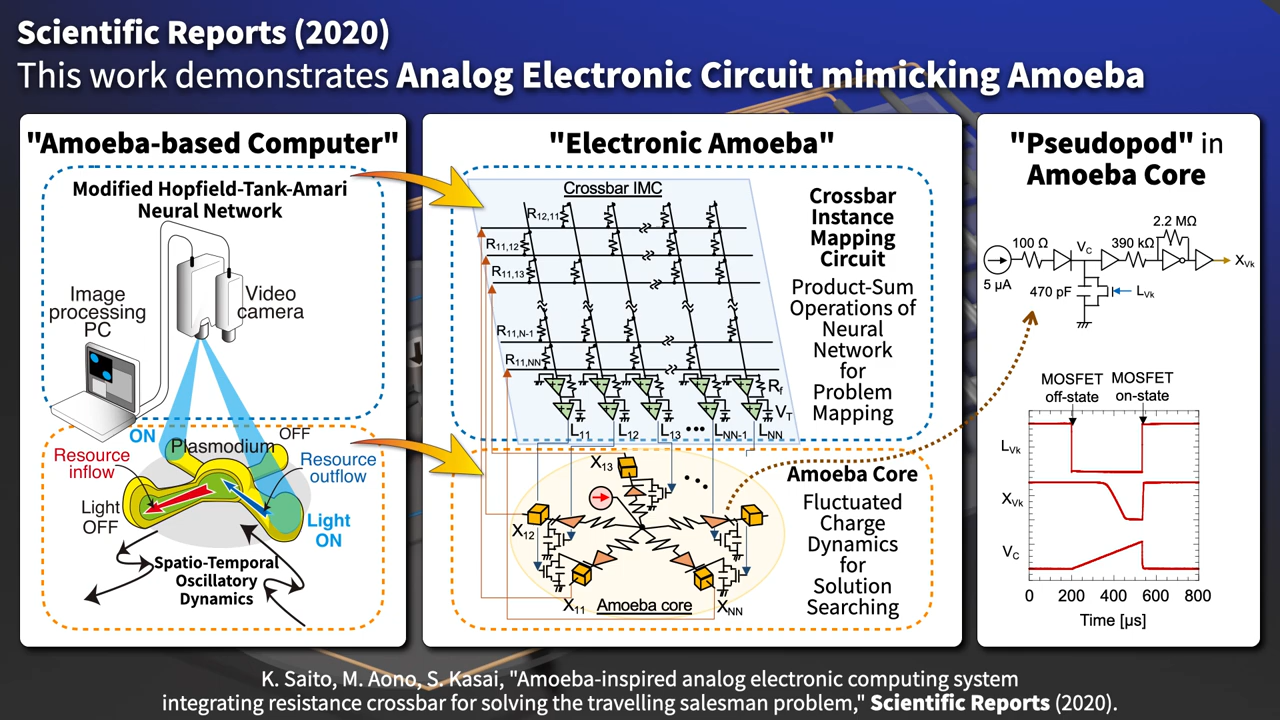 Scientific Reports (2020)
This work demonstrates Analog Electronic Circuit mimicking Amoeba
"Amoeba-based Computer"
Modified Hopfield-Tank-Amari
Neural Network
Image
processing
PC
Video
camera
ON
Plasmodium
OFF
Resource
inflow
Resource
outflow
Light
OFF
Light
ON
Spatio-Temporal
Oscillatory
Dynamics
"Electronic Amoeba"
Crossbar IMC
R12,11
R11,12
R11,13
R11,N-1
R11,NN
Rf
VT
L11
L12
L13
LNN-1
LNN
Crossbar
Instance
Mapping
Circuit
Product-Sum
Operations of
Neural
Network
for
Problem
Mapping
X13
X12
X11
XNN
Amoeba core
Amoeba Core
Fluctuated
Charge
Dynamics
for
Solution
Searching
"Pseudopod" in
Amoeba Core
2.2 MΩ
100 Ω
VC
390 kΩ
XVk
5 µA
470 pF
LVk
MOSFET
off-state
MOSFET
on-state
LVk
XVk
VC
0 200 400 600 800
Time [µs]
K. Saito, M. Aono, S. Kasai, "Amoeba-inspired analog electronic computing system
integrating resistance crossbar for solving the travelling salesman problem," Scientific Reports (2020).